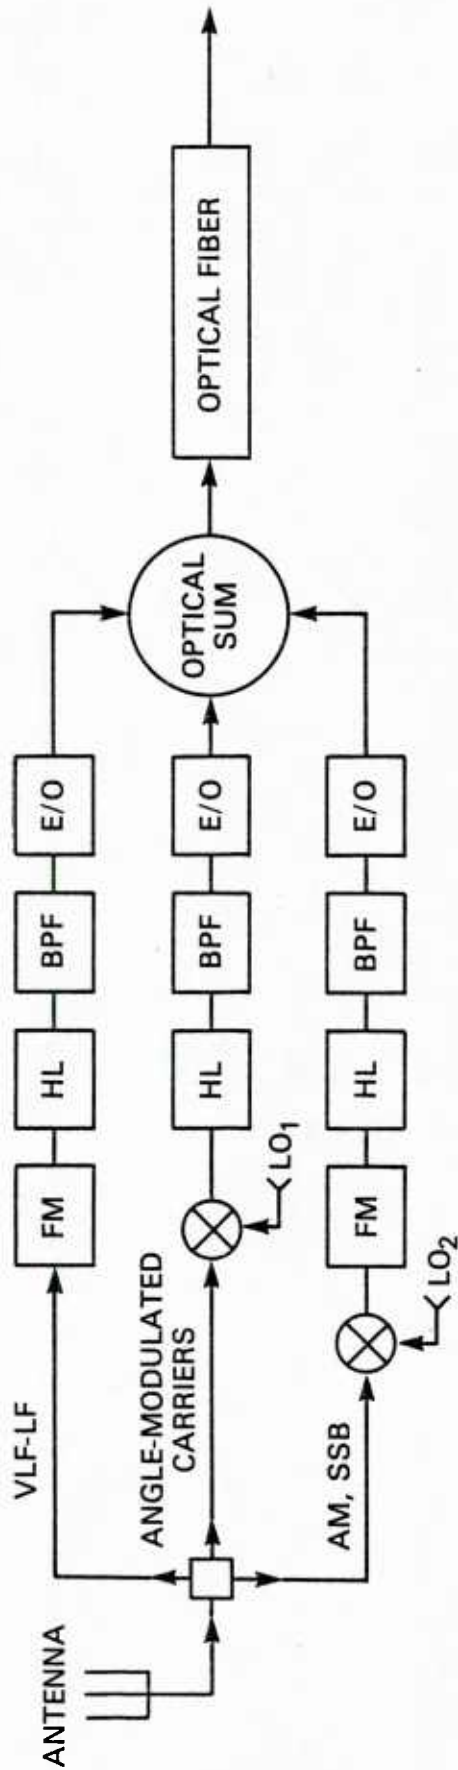 ANTENNA
VLF-LF
FM
HL
BPF
E/O
ANGLE-MODULATED
CARRIERS
LO1
HL
BPF
E/O
AM, SSB
LO2
FM
HL
BPF
E/O
OPTICAL
SUM
OPTICAL FIBER